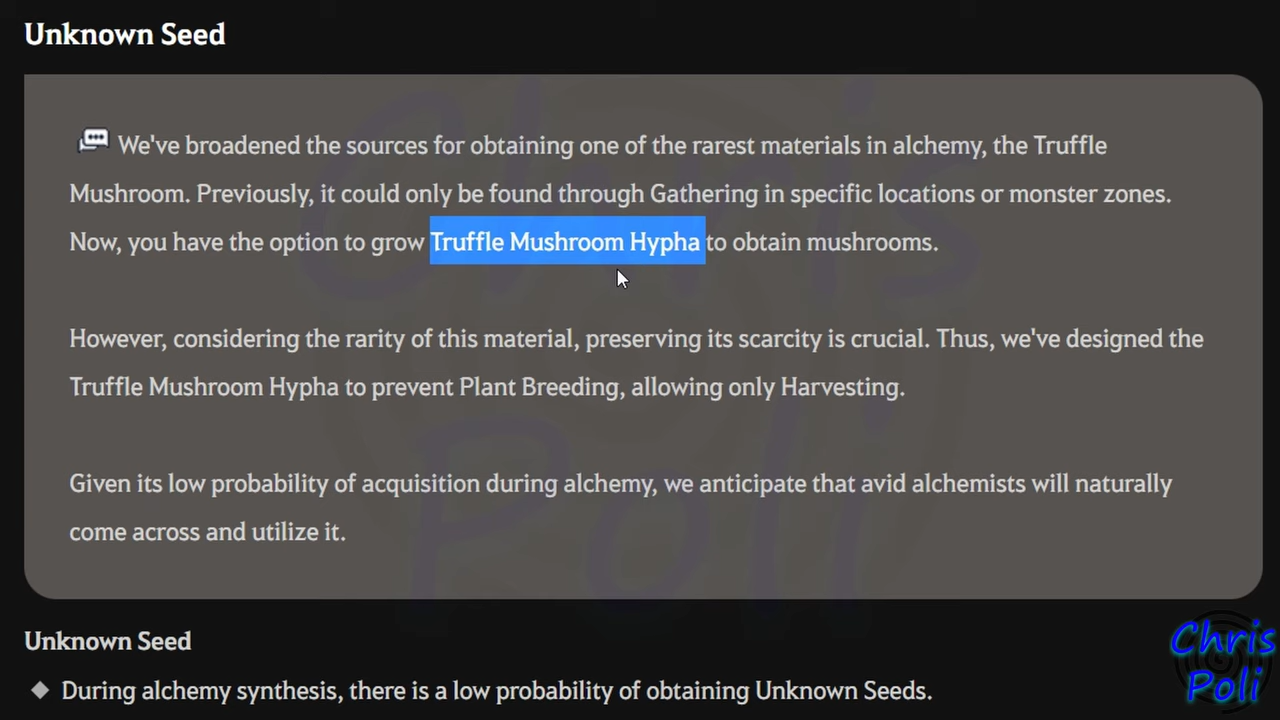 Unknown Seed
We've broadened the sources for obtaining one of the rarest materials in alchemy, the Truffle
Mushroom. Previously, it could only be found through Gathering in specific locations or monster zones.
Now, you have the option to grow Truffle Mushroom Hypha to obtain mushrooms.
However, considering the rarity of this material, preserving its scarcity is crucial. Thus, we've designed the
Truffle Mushroom Hypha to prevent Plant Breeding, allowing only Harvesting.
Given its low probability of acquisition during alchemy, we anticipate that avid alchemists will naturally
come across and utilize it.
Unknown Seed
During alchemy synthesis, there is a low probability of obtaining Unknown Seeds.
Chris
Poli
Chris
Poli